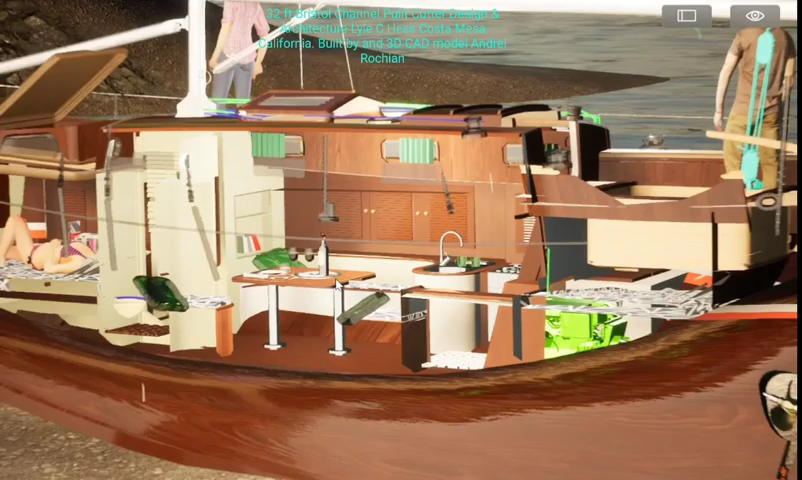 32 ft Bristol Channel Pailt Cutter Design &
Architecture Lyle C Hess Costa Mesa
California. Built by and 3D CAD model Andrei
Rochian